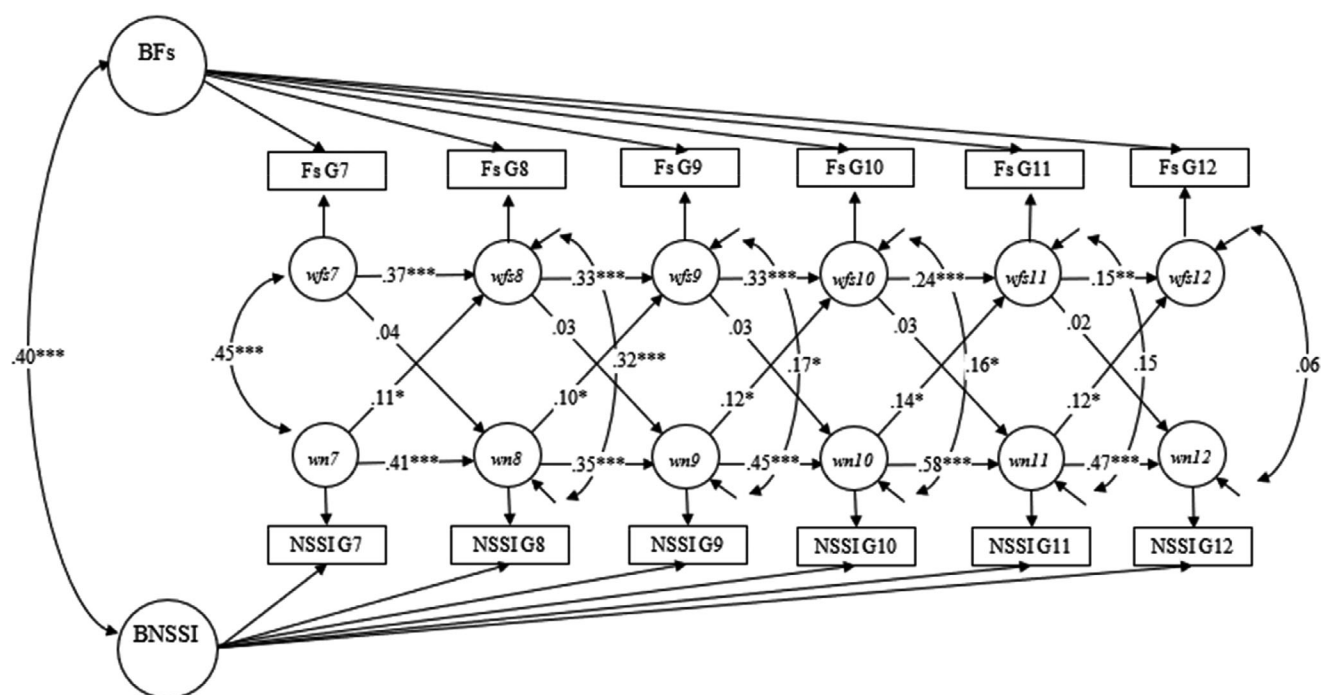 BFs
Fs G7
Fs G8
Fs G9
Fs G10
Fs G11
Fs G12
wfs7
.37***
wfs8
.33***
wfs9
.33***
wfs10
.24***
wfs11
.15**
wfs12
.40***
.45***
.04
.03
.32***
.03
.17*
.03
.16*
.02
.15
.06
.11*
.10*
.12*
.14*
.12*
wn7
.41***
wn8
.35***
wn9
.45***
wn10
.58***
wn11
.47***
wn12
NSSI G7
NSSI G8
NSSI G9
NSSI G10
NSSI G11
NSSI G12
BNSSI